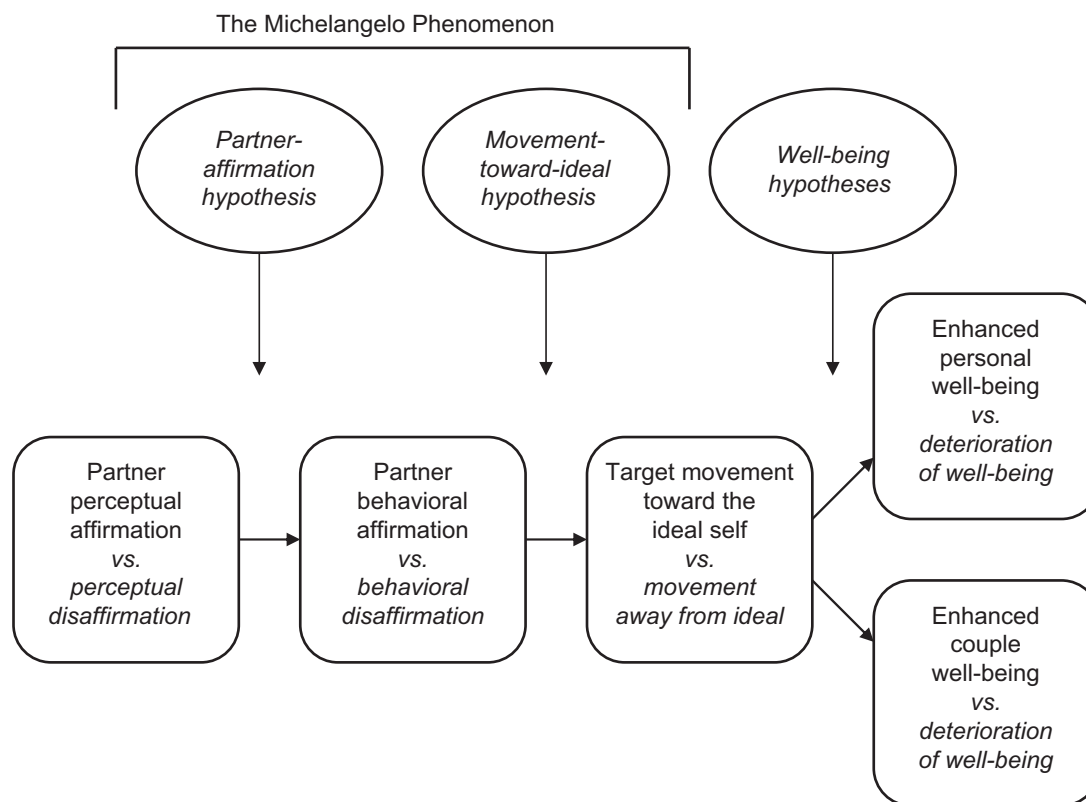 The Michelangelo Phenomenon
Partner-
affirmation
hypothesis
Movement-
toward-ideal
hypothesis
Well-being
hypotheses
Partner
perceptual
affirmation
vs.
perceptual
disaffirmation
Partner
behavioral
affirmation
vs.
behavioral
disaffirmation
Target movement
toward the
ideal self
vs.
movement
away from ideal
Enhanced
personal
well-being
vs.
deterioration
of well-being
Enhanced
couple
well-being
vs.
deterioration
of well-being